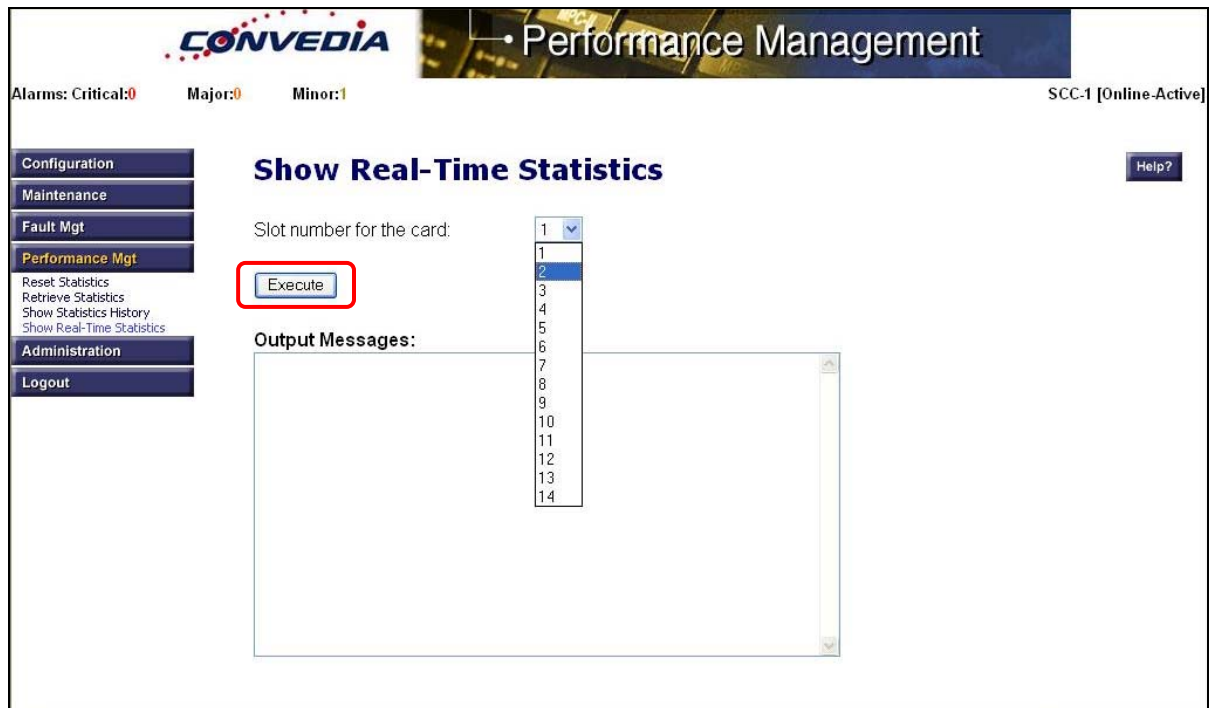 CONVEDIA
Performance Management
Alarms: Critical:0 Major:0 Minor:1 SCC-1 [Online-Active]
Configuration
Maintenance
Fault Mgt
Performance Mgt
Reset Statistics
Retrieve Statistics
Show Statistics History
Show Real-Time Statistics
Administration
Logout
Show Real-Time Statistics
Help?
Slot number for the card: 1
1
2
3
4
5
6
7
8
9
10
11
12
13
14
Execute
Output Messages: